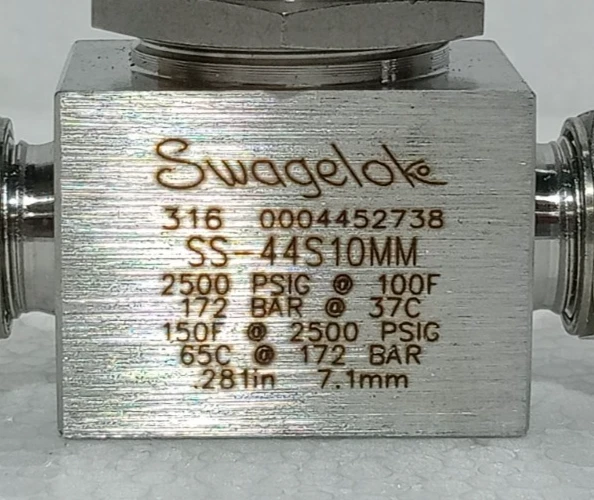 Swagelok
316 0004452738
SS-44S10MM
2500 PSIG @ 100F
172 BAR @ 37C
150F @ 2500 PSIG
65C @ 172 BAR
.281in 7.1mm